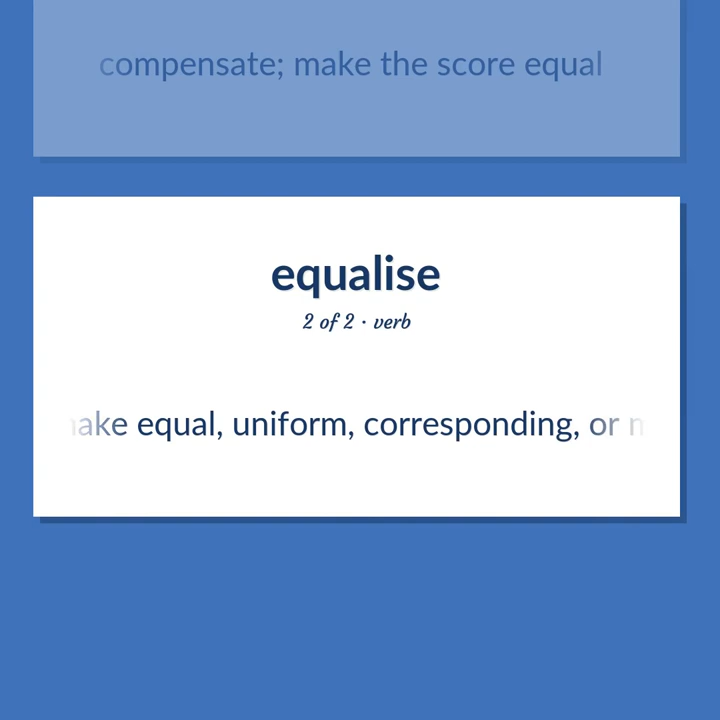 compensate; make the score equal
equalise
2 of 2 · verb
equal, uniform, corresponding, or